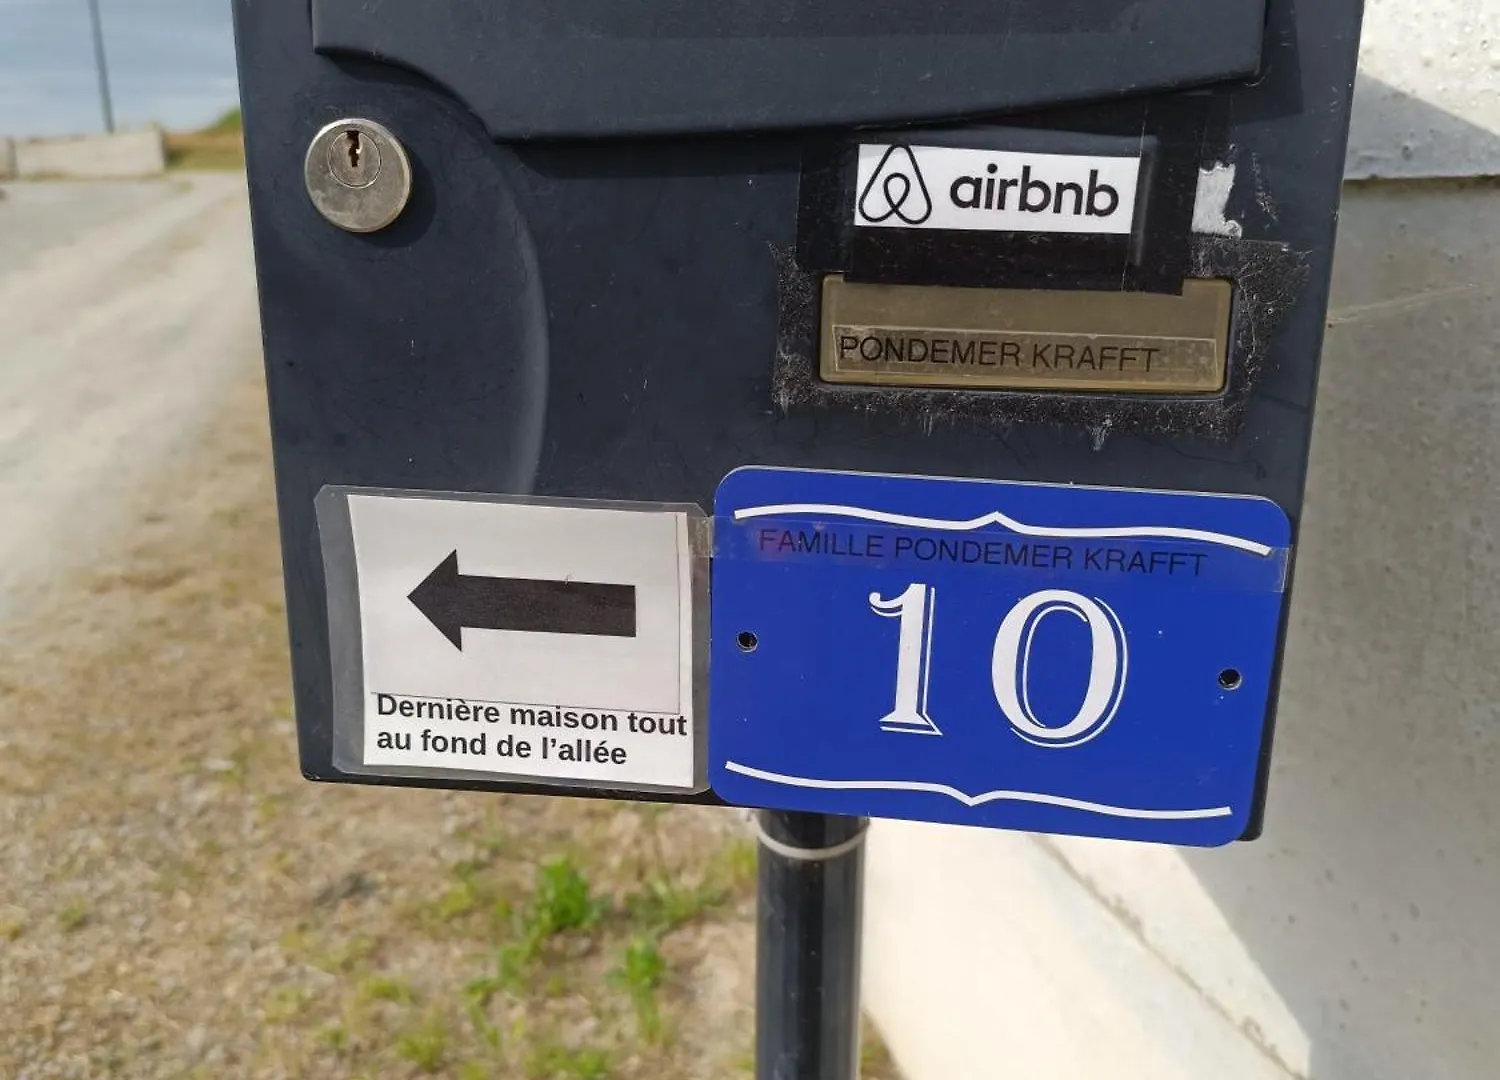 airbnb
PONDEMER KRAFFT
FAMILLE PONDEMER KRAFFT
10
Dernière maison tout
au fond de l'allée